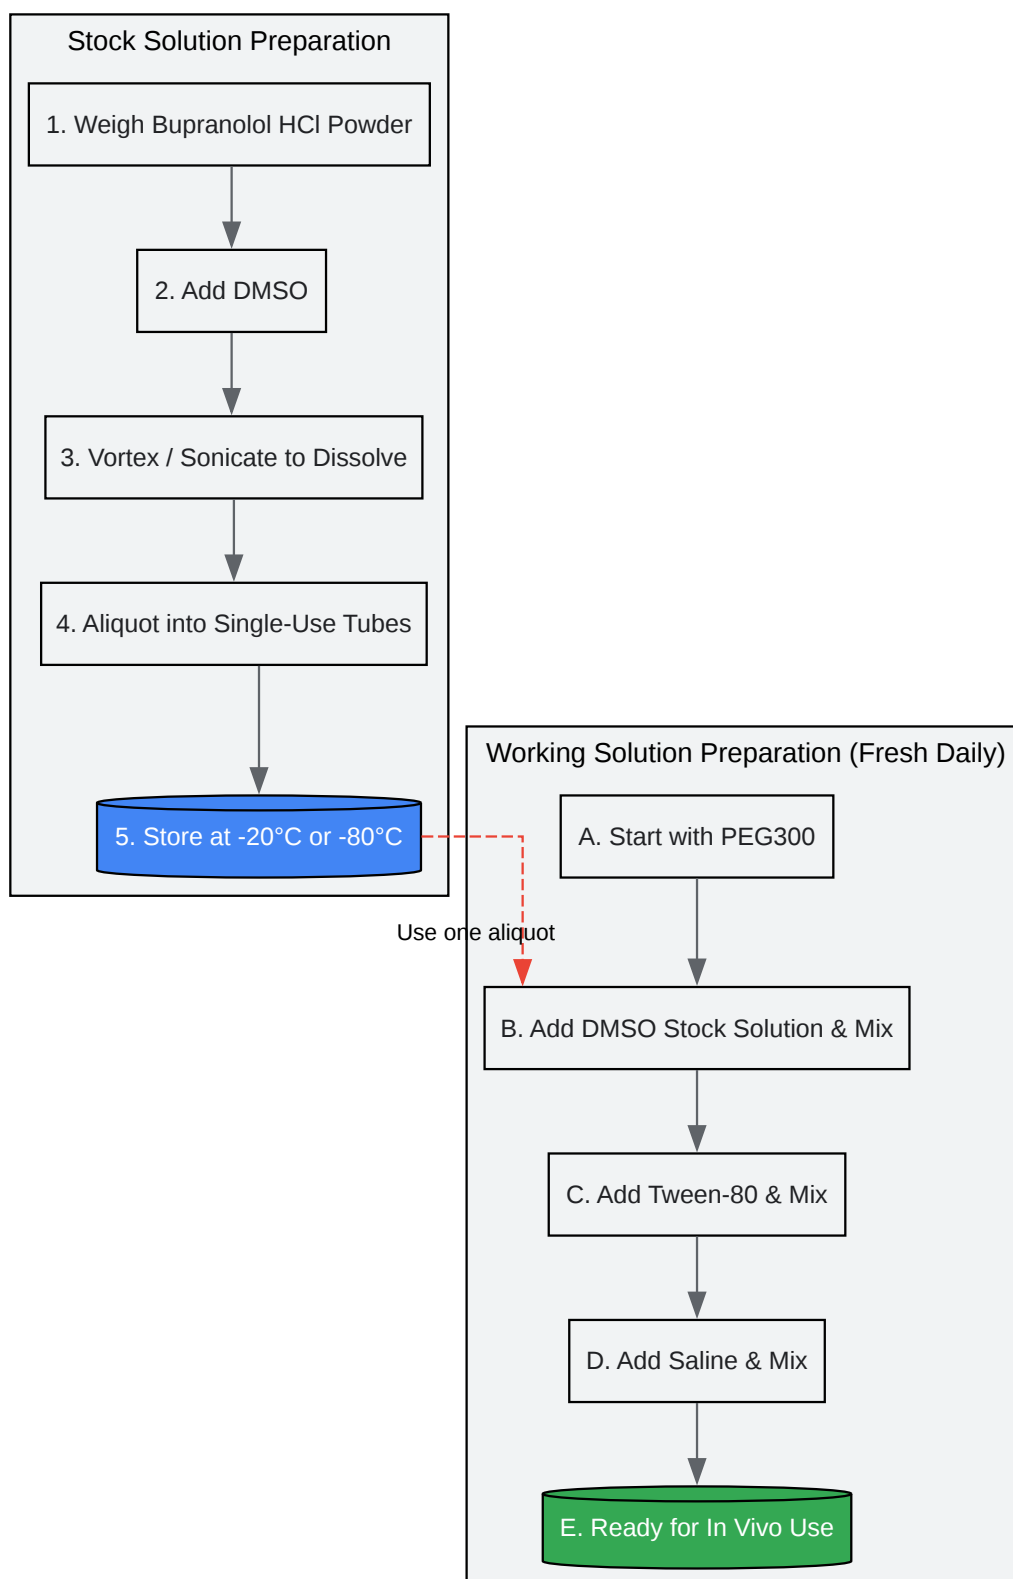 Stock Solution Preparation
1. Weigh Bupranolol HCl Powder
2. Add DMSO
3. Vortex / Sonicate to Dissolve
4. Aliquot into Single-Use Tubes
5. Store at -20°C or -80°C
Use one aliquot
Working Solution Preparation (Fresh Daily)
A. Start with PEG300
B. Add DMSO Stock Solution & Mix
C. Add Tween-80 & Mix
D. Add Saline & Mix
E. Ready for In Vivo Use